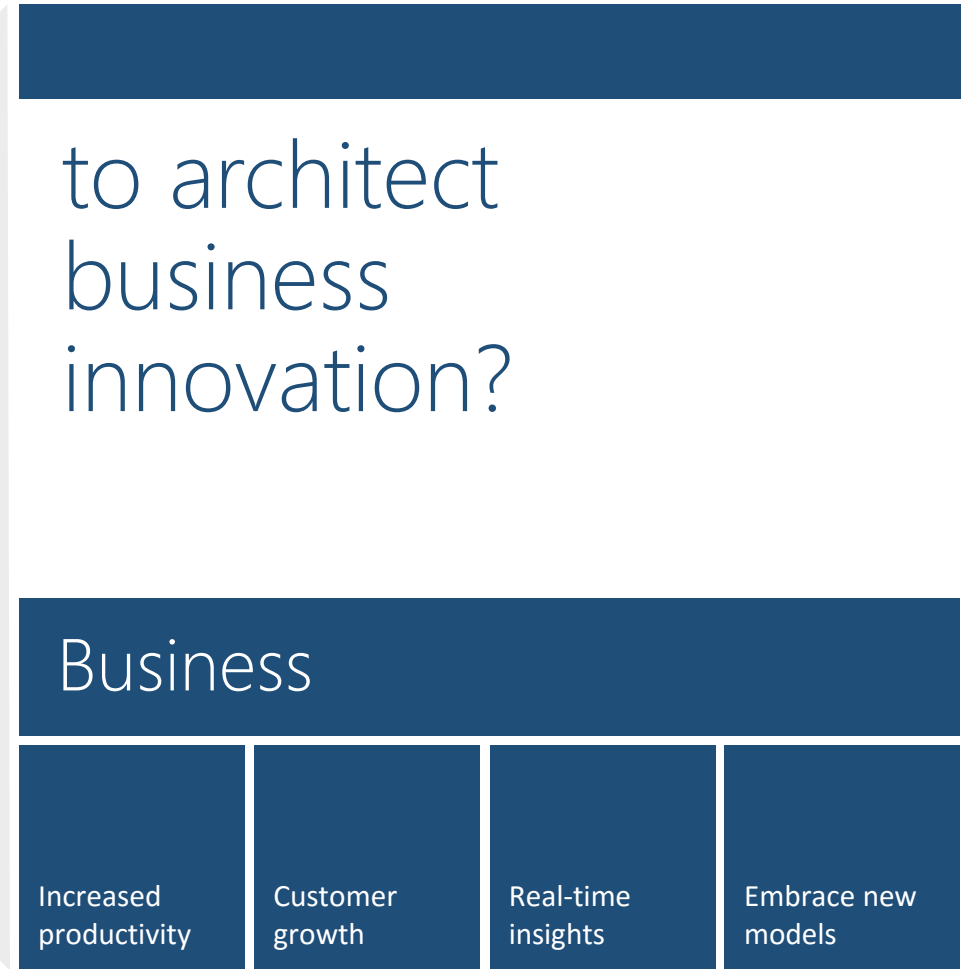 to architect
business
innovation?
Business
Increased
productivity
Customer
growth
Real-time
insights
Embrace new
models